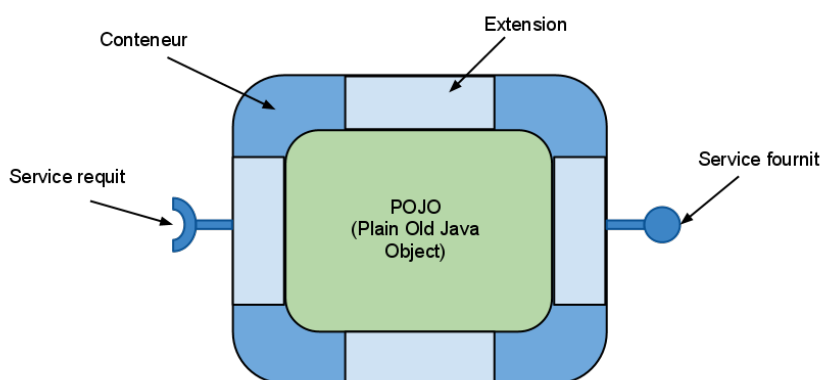 Extension
Conteneur
Service fournit
Service requit
POJO
(Plain Old Java
Object)